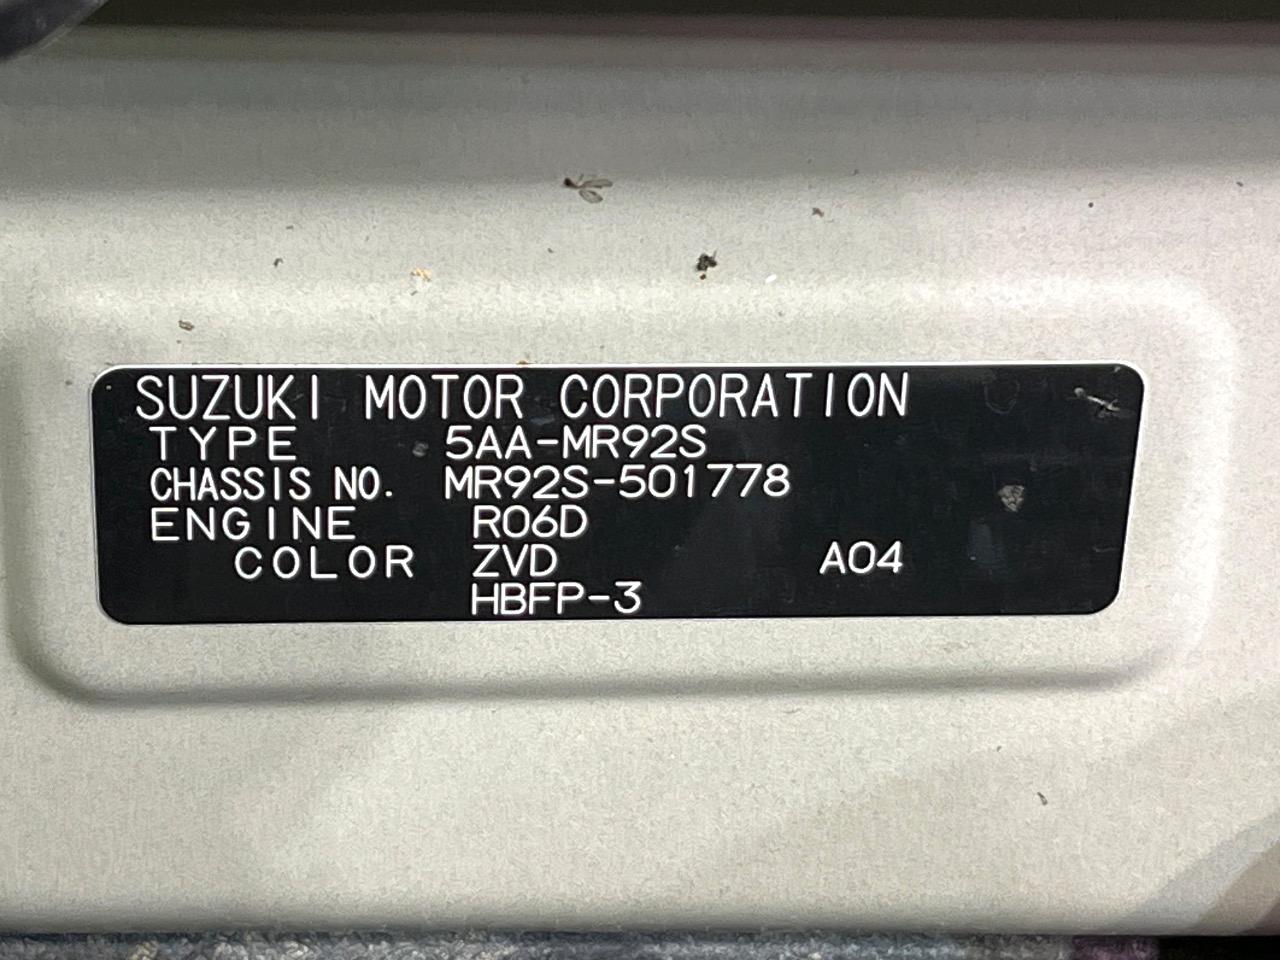 SUZUKI MOTOR CORPORATION
TYPE 5AA-MR92S
CHASSIS NO. MR92S-501778
ENGINE R06D
COLOR ZVD A04
HBFP-3